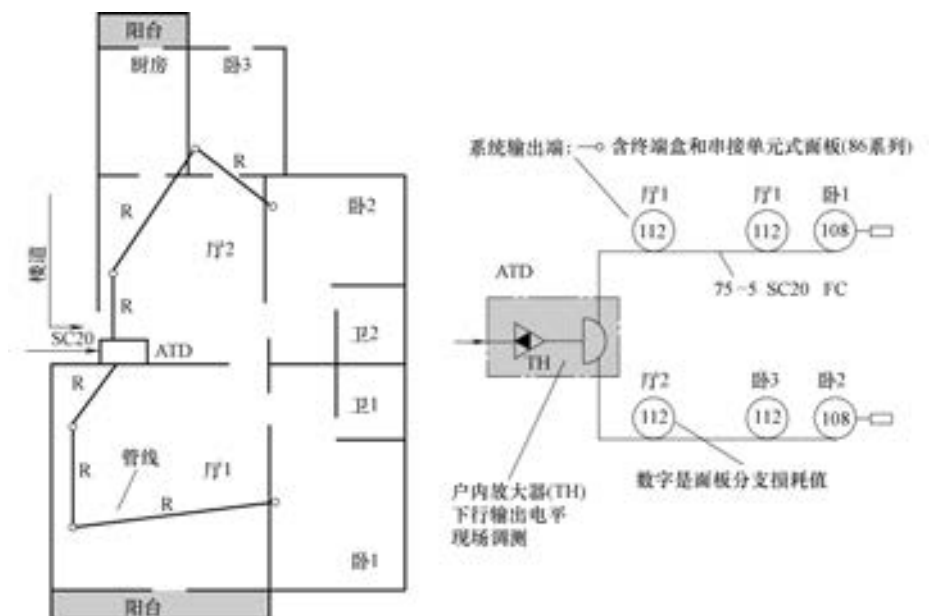 阳台
厨房
卧3
R
R
卧2
厅2
楼道
R
SC20
ATD
卫2
R
卫1
管线
R
厅1
R
卧1
阳台
系统输出端: 含终端盒和串接单元式面板(86系列)
厅1
厅1
卧1
112
112
108
75~5 SC20 FC
ATD
TH
厅2
卧3
卧2
112
112
108
数字是面板分支损耗值
户内放大器(TH)
下行输出电平
现场调测